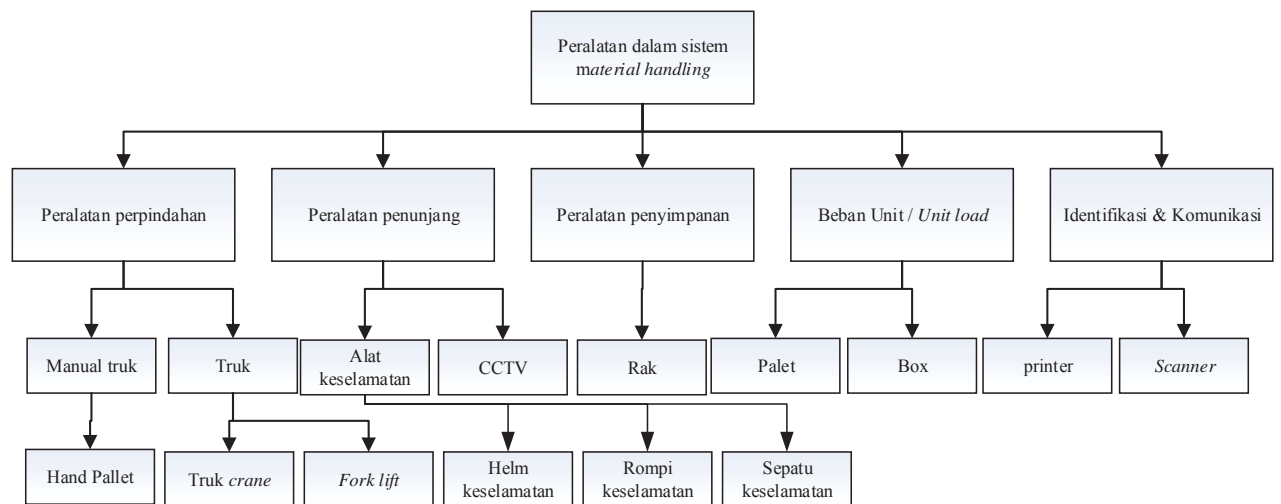 Peralatan dalam sistem
material handling
Peralatan perpindahan
Peralatan penunjang
Peralatan penyimpanan
Beban Unit / Unit load
Identifikasi & Komunikasi
Manual truk
Truk
Alat
keselamatan
CCTV
Rak
Palet
Box
printer
Scanner
Hand Pallet
Truk crane
Fork lift
Helm
keselamatan
Rompi
keselamatan
Sepatu
keselamatan